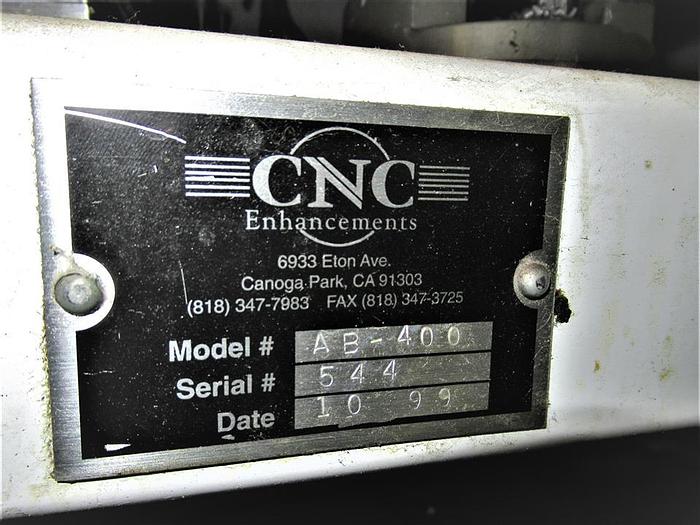 CNC
Enhancements
6933 Eton Ave.
Canoga Park, CA 91303
(818) 347-7983 FAX (818) 347-3725
Model # AB-400
Serial # 544
Date 10 99